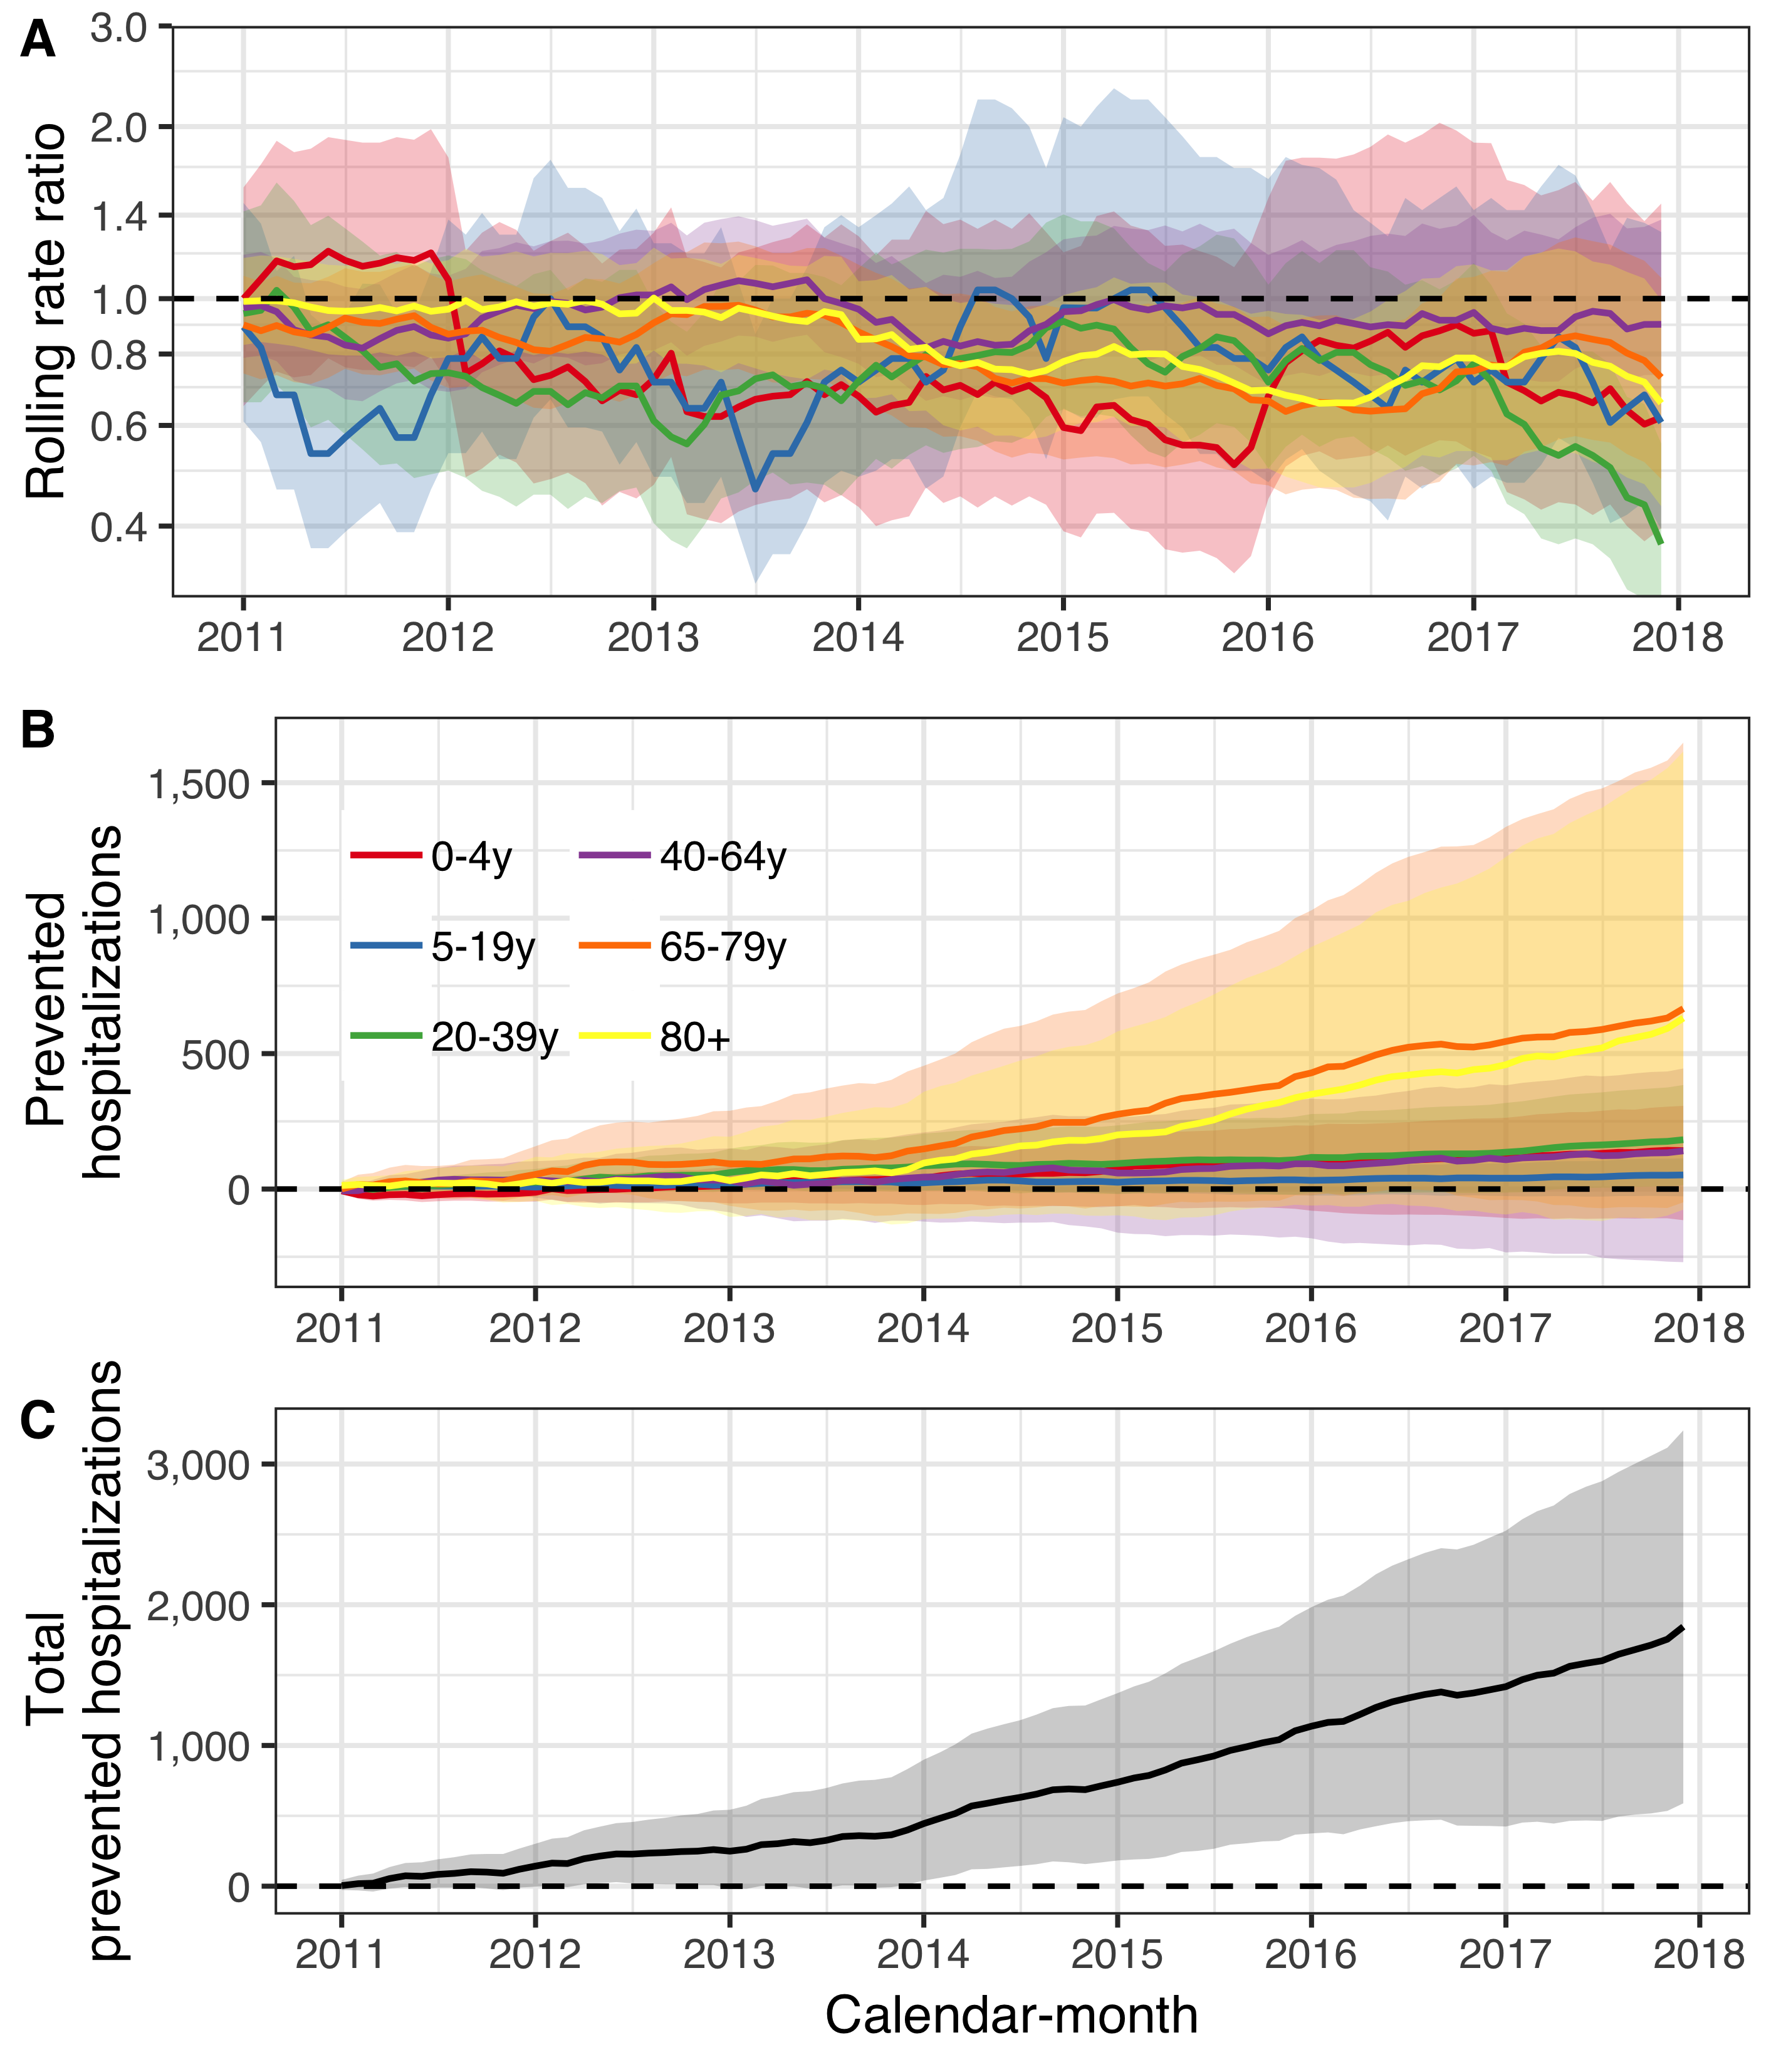 A
Rolling rate ratio
3.0
2.0
1.4
1.0
0.8
0.6
0.4
2011 2012 2013 2014 2015 2016 2017 2018
B
Prevented
hospitalizations
1,500
1,000
500
0
0-4y 40-64y
5-19y 65-79y
20-39y 80+
2011 2012 2013 2014 2015 2016 2017 2018
C
Total
prevented hospitalizations
3,000
2,000
1,000
0
2011 2012 2013 2014 2015 2016 2017 2018
Calendar-month